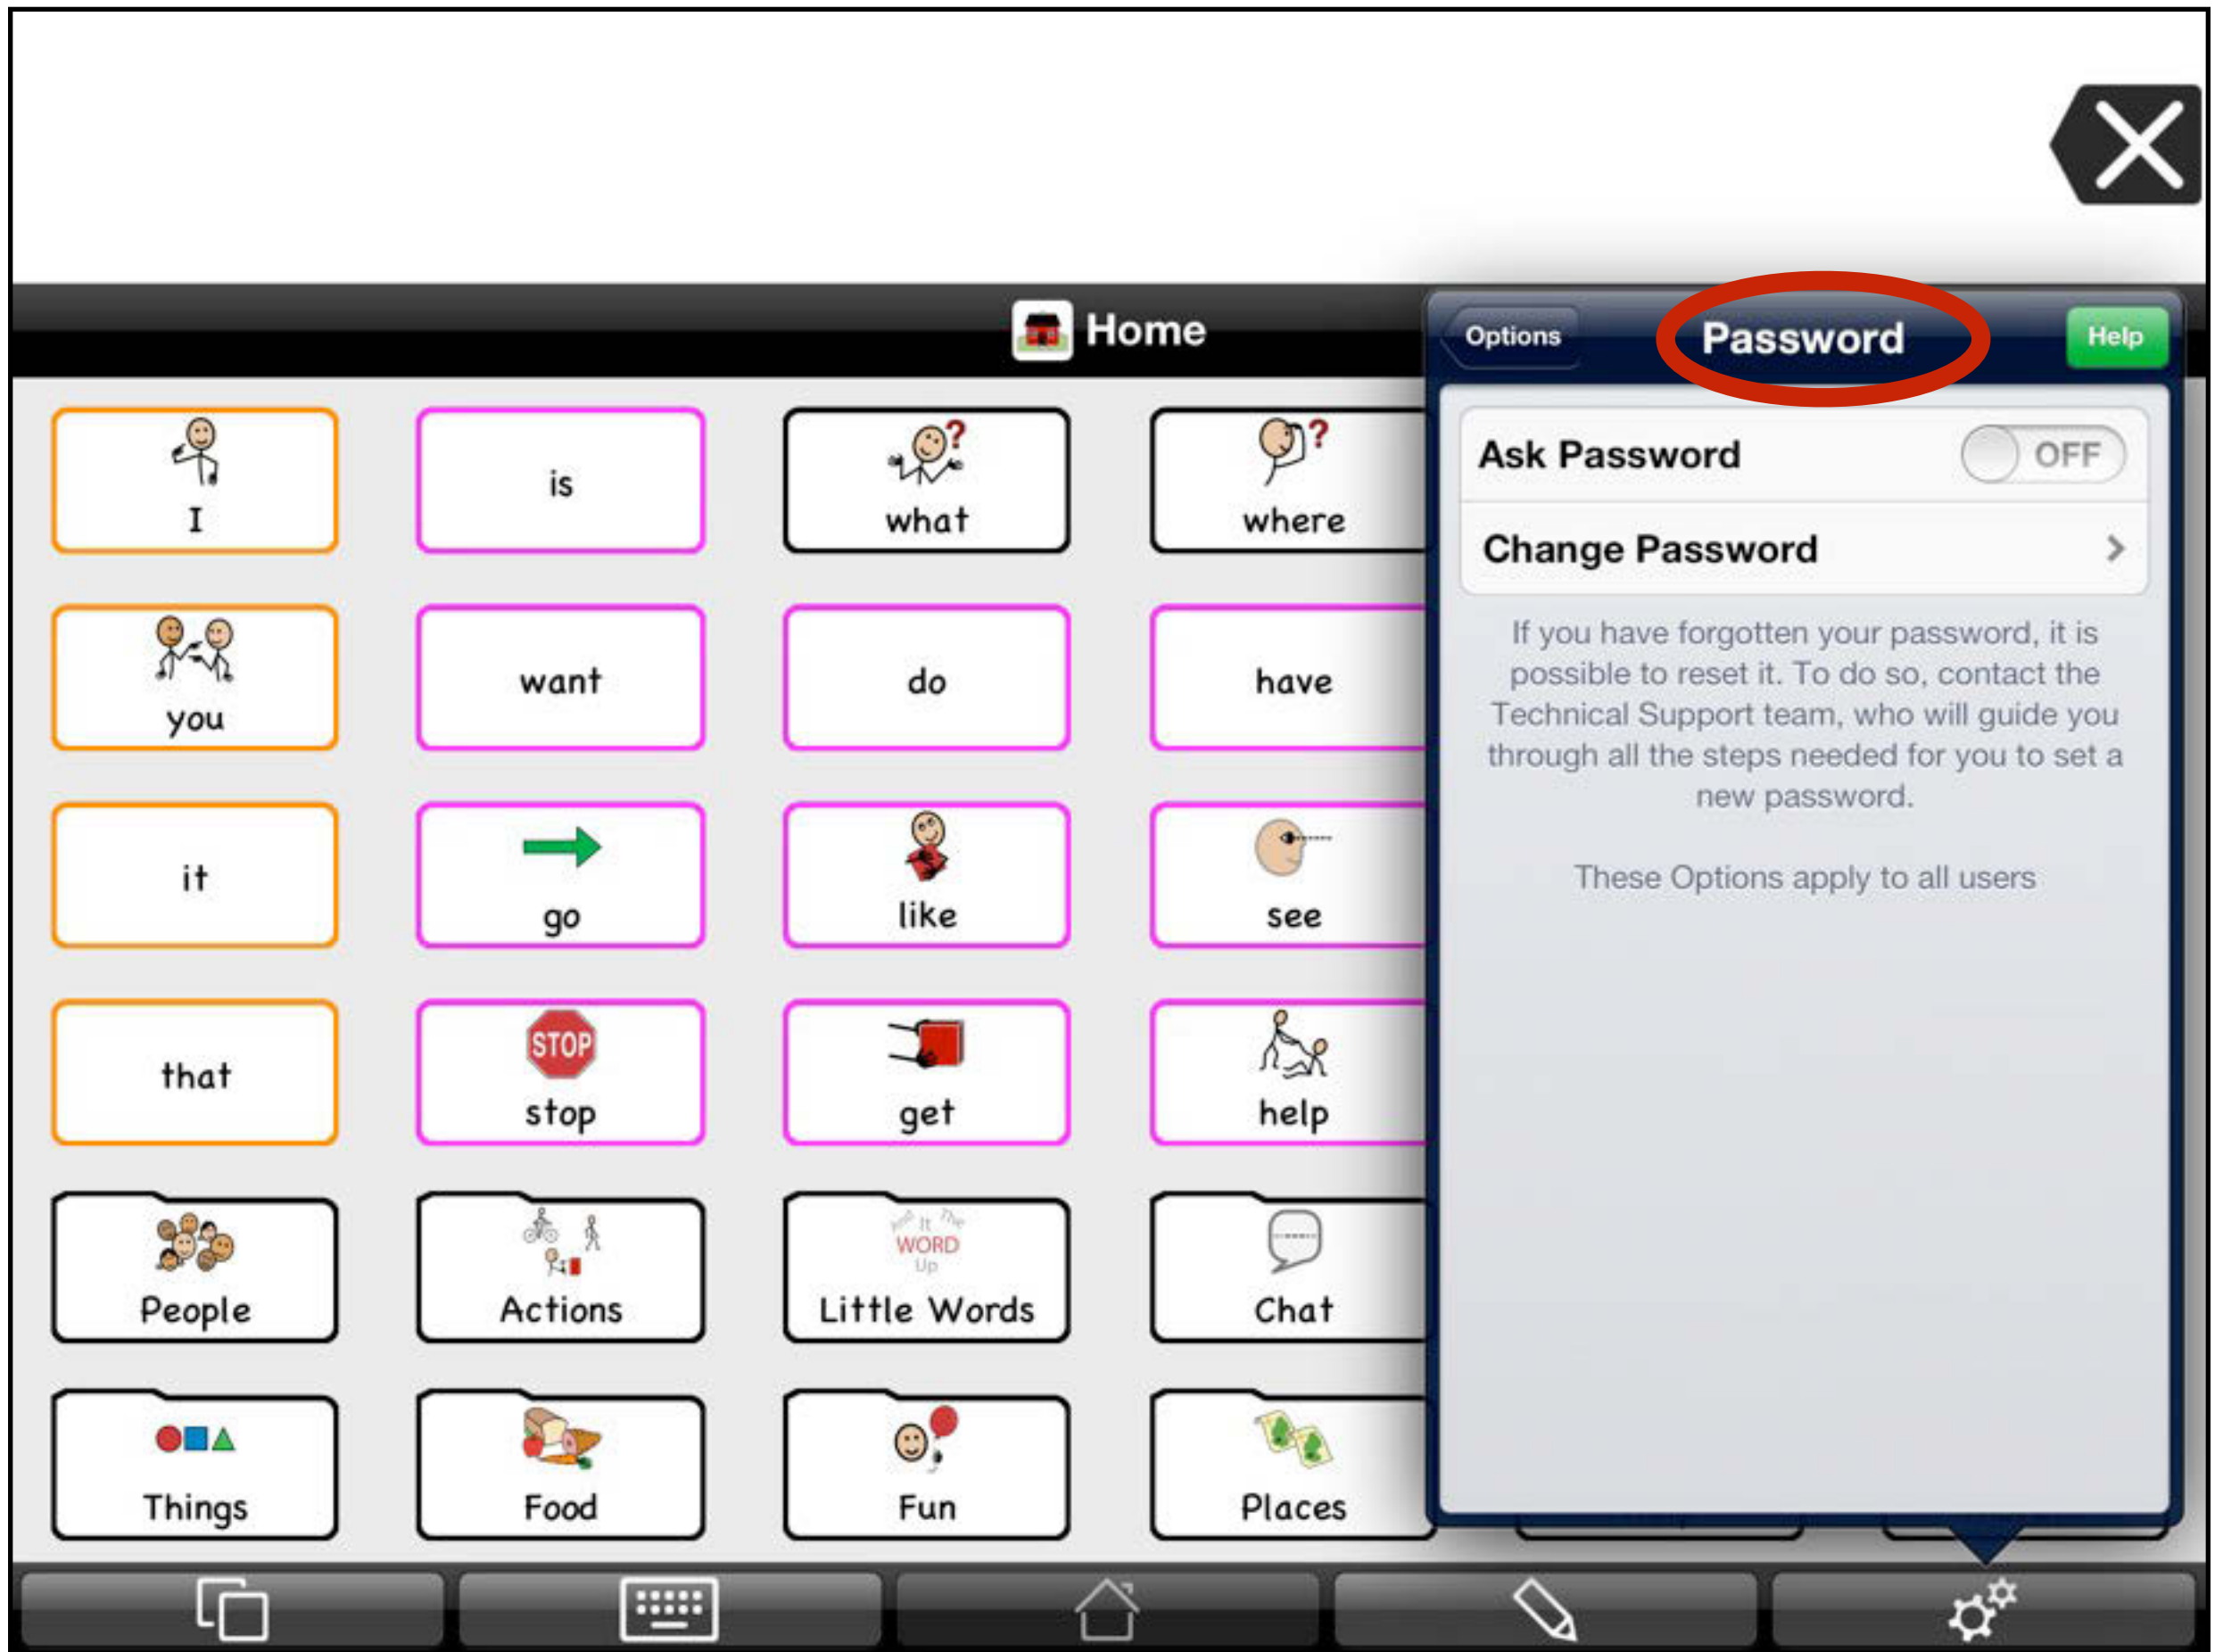 Home
Options
Password
Help
I
is
what
where
Ask Password
OFF
Change Password
If you have forgotten your password, it is
possible to reset it. To do so, contact the
Technical Support team, who will guide you
through all the steps needed for you to set a
new password.
These Options apply to all users
you
want
do
have
it
go
like
see
that
STOP
stop
get
help
People
Actions
And It The
WORD
Up
Little Words
Chat
Things
Food
Fun
Places